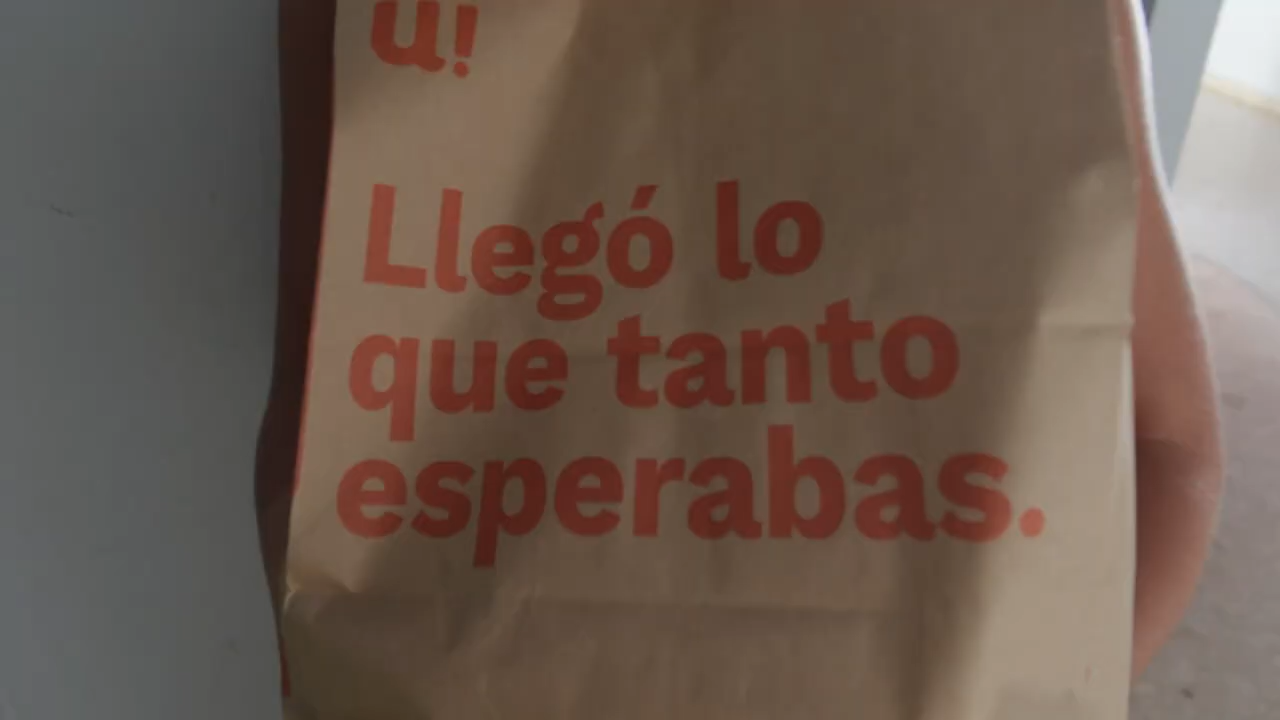 u!
Llegó lo
que tanto
esperabas.